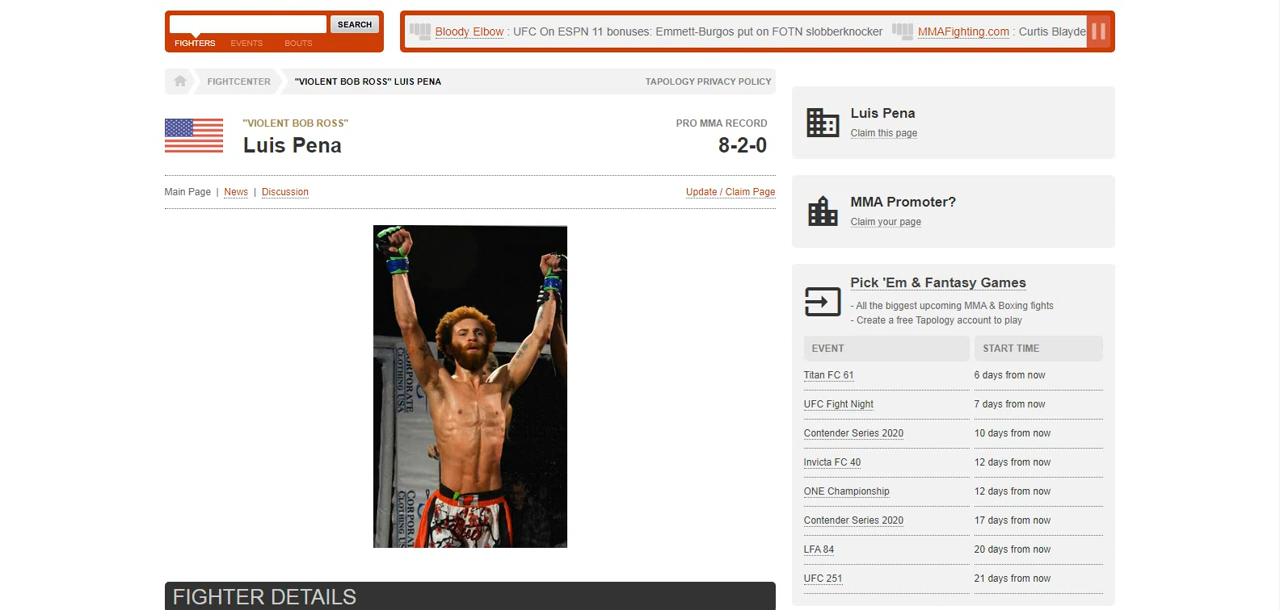 SEARCH
FIGHTERS EVENTS BOUTS
Bloody Elbow : UFC On ESPN 11 bonuses: Emmett-Burgos put on FOTN slobberknocker MMAFighting.com : Curtis Blayde
FIGHTCENTER "VIOLENT BOB ROSS" LUIS PENA TAPOLOGY PRIVACY POLICY
"VIOLENT BOB ROSS"
Luis Pena
PRO MMA RECORD
8-2-0
Main Page | News | Discussion
Update / Claim Page
CORPORATE
CLOTHING USA
CORPORATE
FIGHTER DETAILS
Luis Pena
Claim this page
MMA Promoter?
Claim your page
Pick 'Em & Fantasy Games
- All the biggest upcoming MMA & Boxing fights
- Create a free Tapology account to play
EVENT START TIME
Titan FC 61 6 days from now
UFC Fight Night 7 days from now
Contender Series 2020 10 days from now
Invicta FC 40 12 days from now
ONE Championship 12 days from now
Contender Series 2020 17 days from now
LFA 84 20 days from now
UFC 251 21 days from now